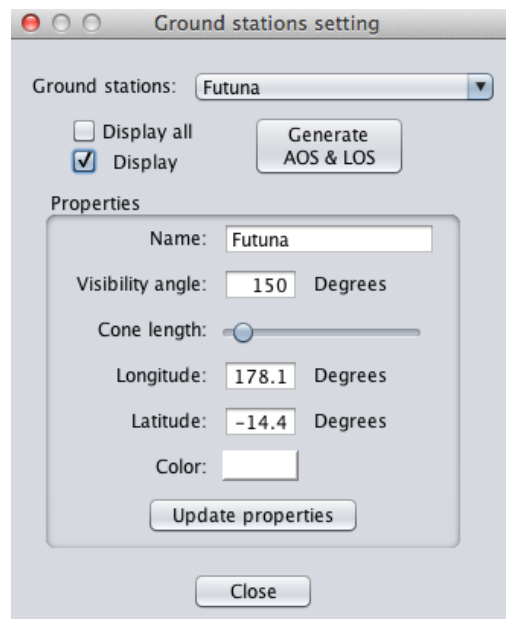 Ground stations setting
Ground stations: Futuna
Display all
Display
Generate
AOS & LOS
Properties
Name: Futuna
Visibility angle: 150 Degrees
Cone length:
Longitude: 178.1 Degrees
Latitude: -14.4 Degrees
Color:
Update properties
Close